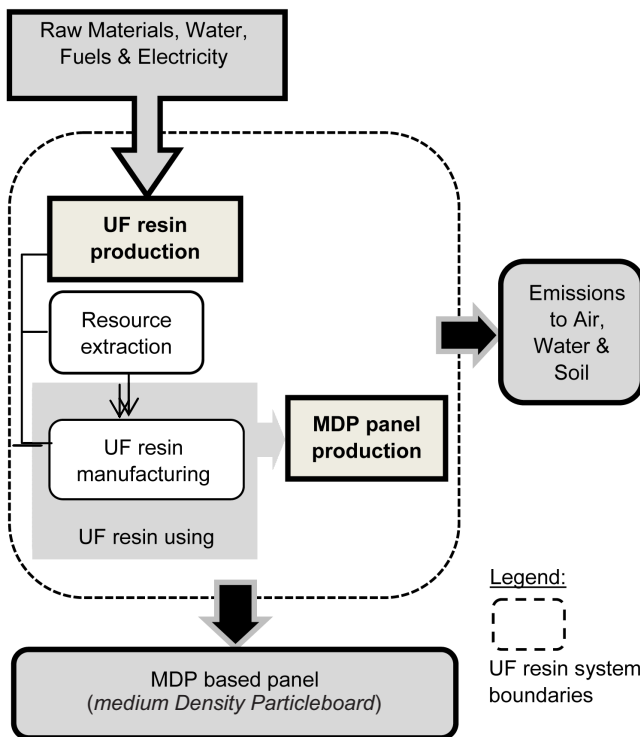 Raw Materials, Water,
Fuels & Electricity
UF resin
production
Resource
extraction
UF resin
manufacturing
UF resin using
MDP panel
production
Emissions
to Air,
Water &
Soil
MDP based panel
(medium Density Particleboard)
Legend:
UF resin system
boundaries